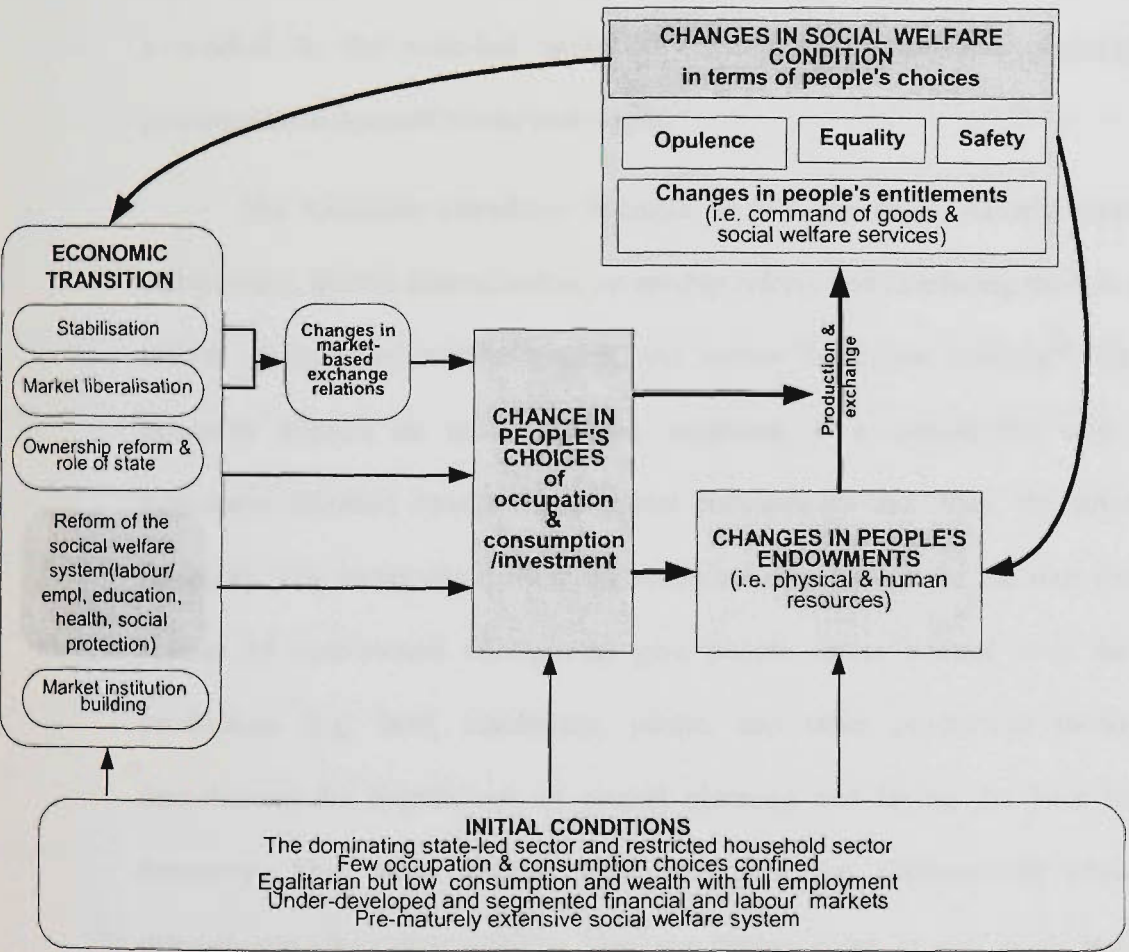 CHANGES IN SOCIAL WELFARE
CONDITION
in terms of people's choices
Opulence
Equality
Safety
Changes in people's entitlements
(i.e. command of goods &
social welfare services)
ECONOMIC
TRANSITION
Stabilisation
Market liberalisation
Ownership reform &
role of state
Reform of the
socical welfare
system(labour/
empl, education,
health, social
protection)
Market institution
building
Changes in
market-
based
exchange
relations
CHANCE IN
PEOPLE'S
CHOICES
of
occupation
&
consumption
/investment
Production &
exchange
CHANGES IN PEOPLE'S
ENDOWMENTS
(i.e. physical & human
resources)
INITIAL CONDITIONS
The dominating state-led sector and restricted household sector
Few occupation & consumption choices confined
Egalitarian but low consumption and wealth with full employment
Under-developed and segmented financial and labour markets
Pre-maturely extensive social welfare system